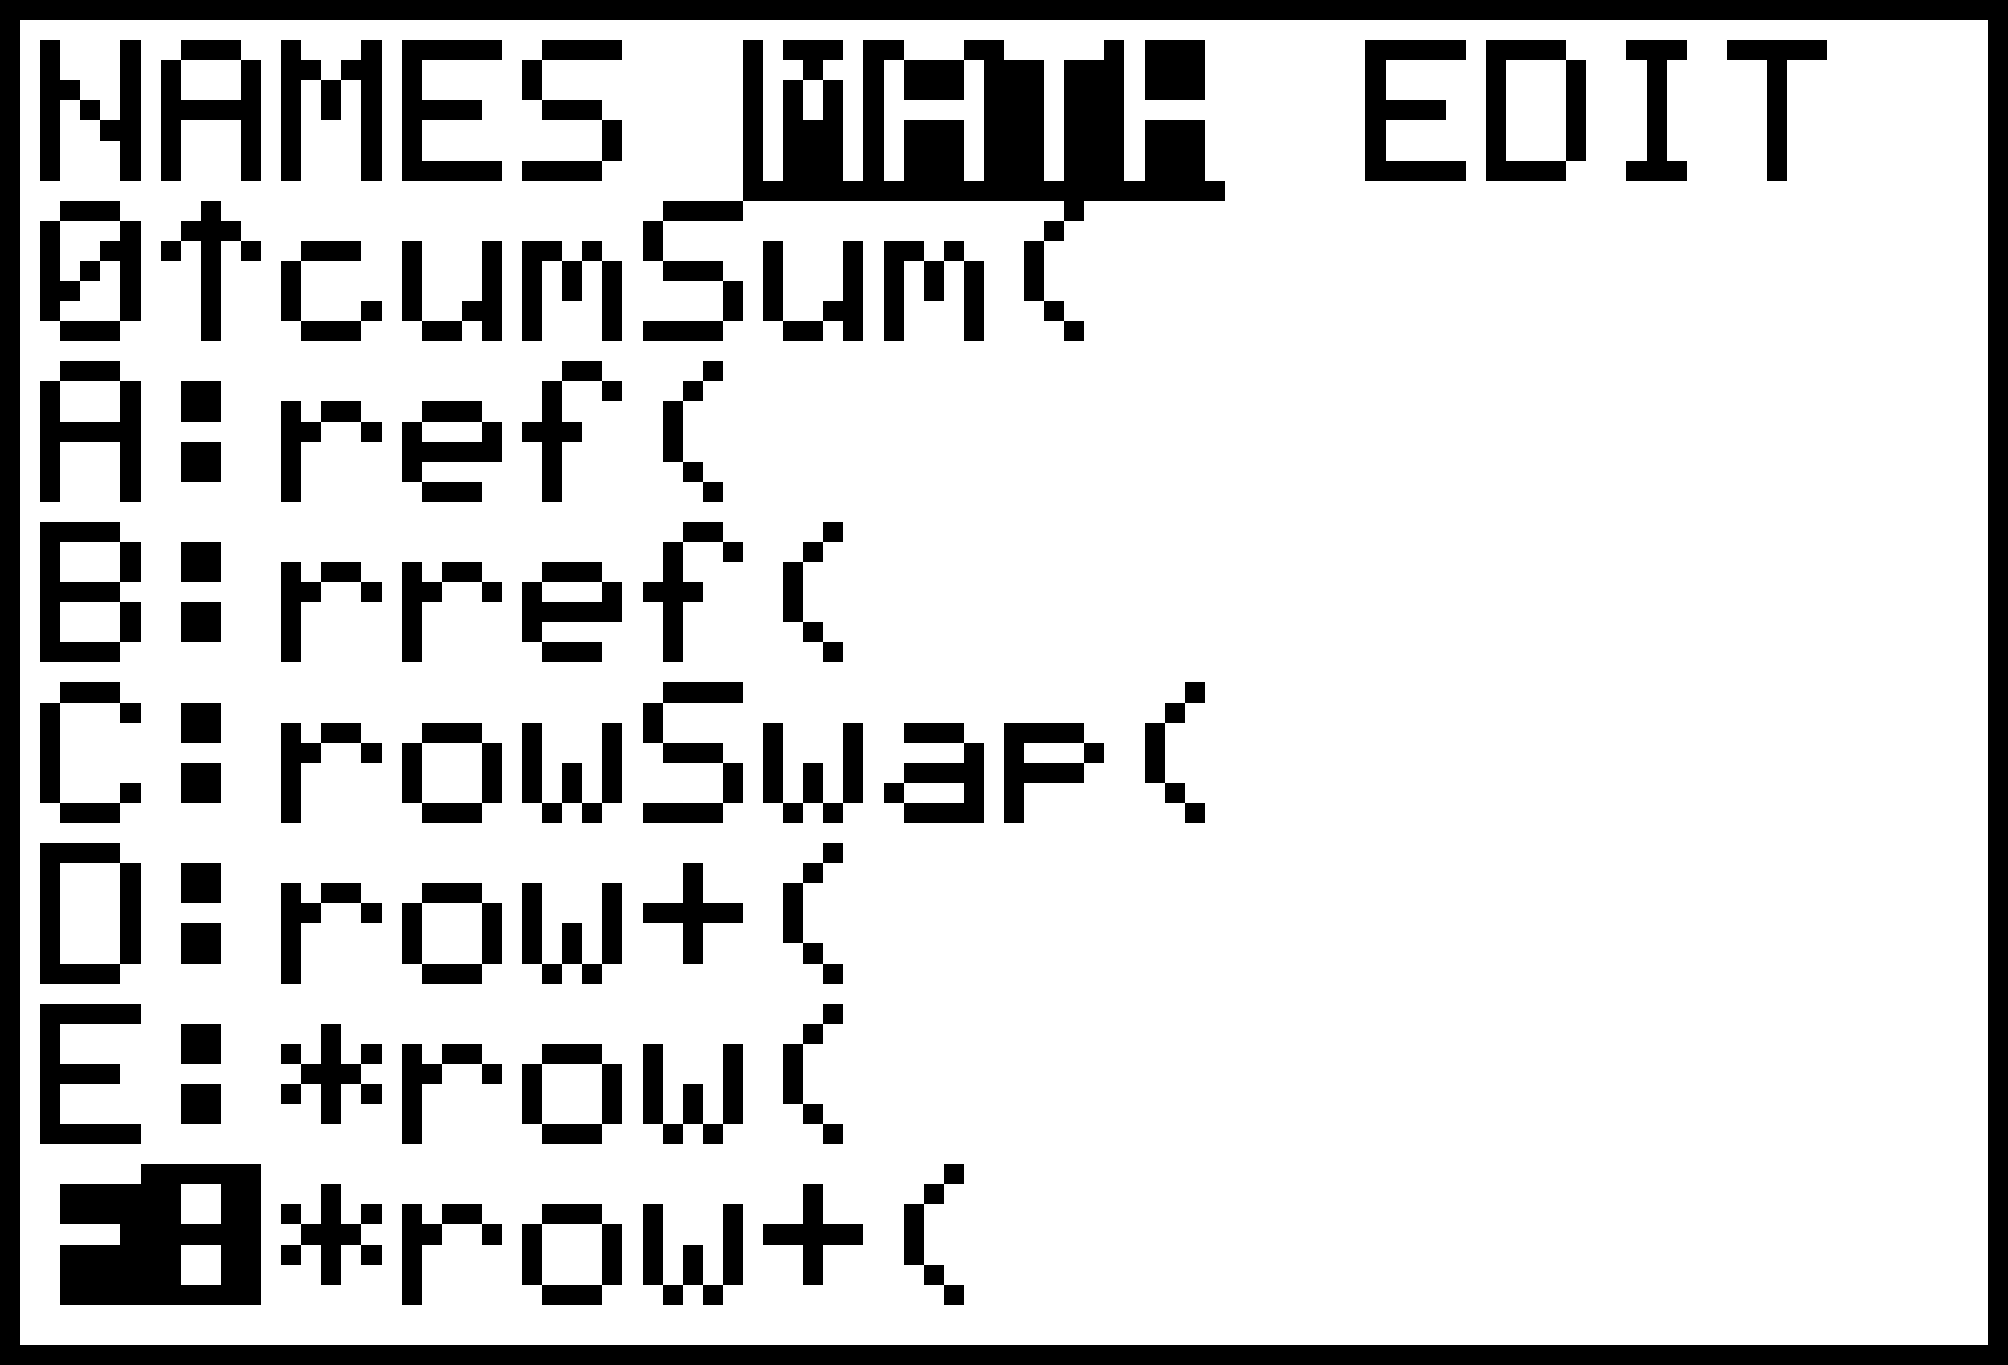 NAMES MATH EDIT
0↑cumSum(
A:ref(
B:rref(
C:rowSwap(
D:row+(
E:*row(
F:*row+(